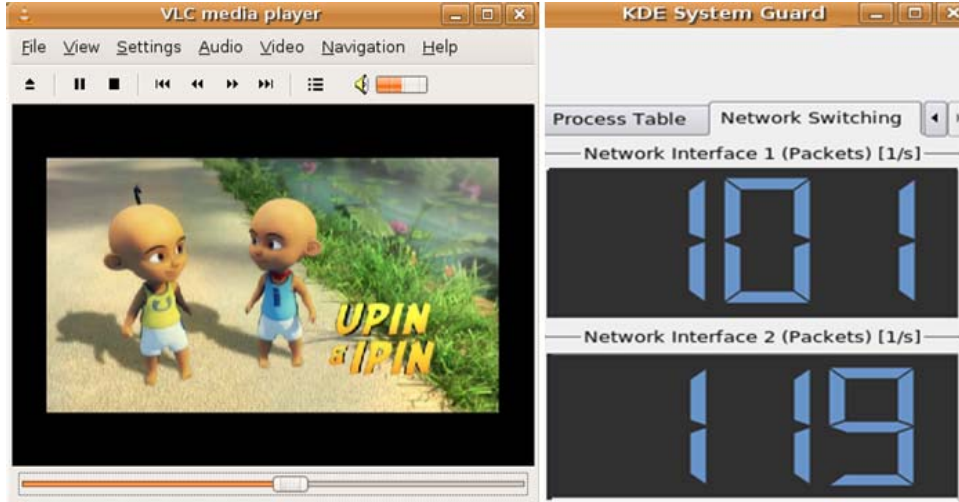 VLC media player
File View Settings Audio Video Navigation Help
U
i
UPIN
& IPIN
KDE System Guard
Process Table Network Switching
Network Interface 1 (Packets) [1/s]
101
Network Interface 2 (Packets) [1/s]
119